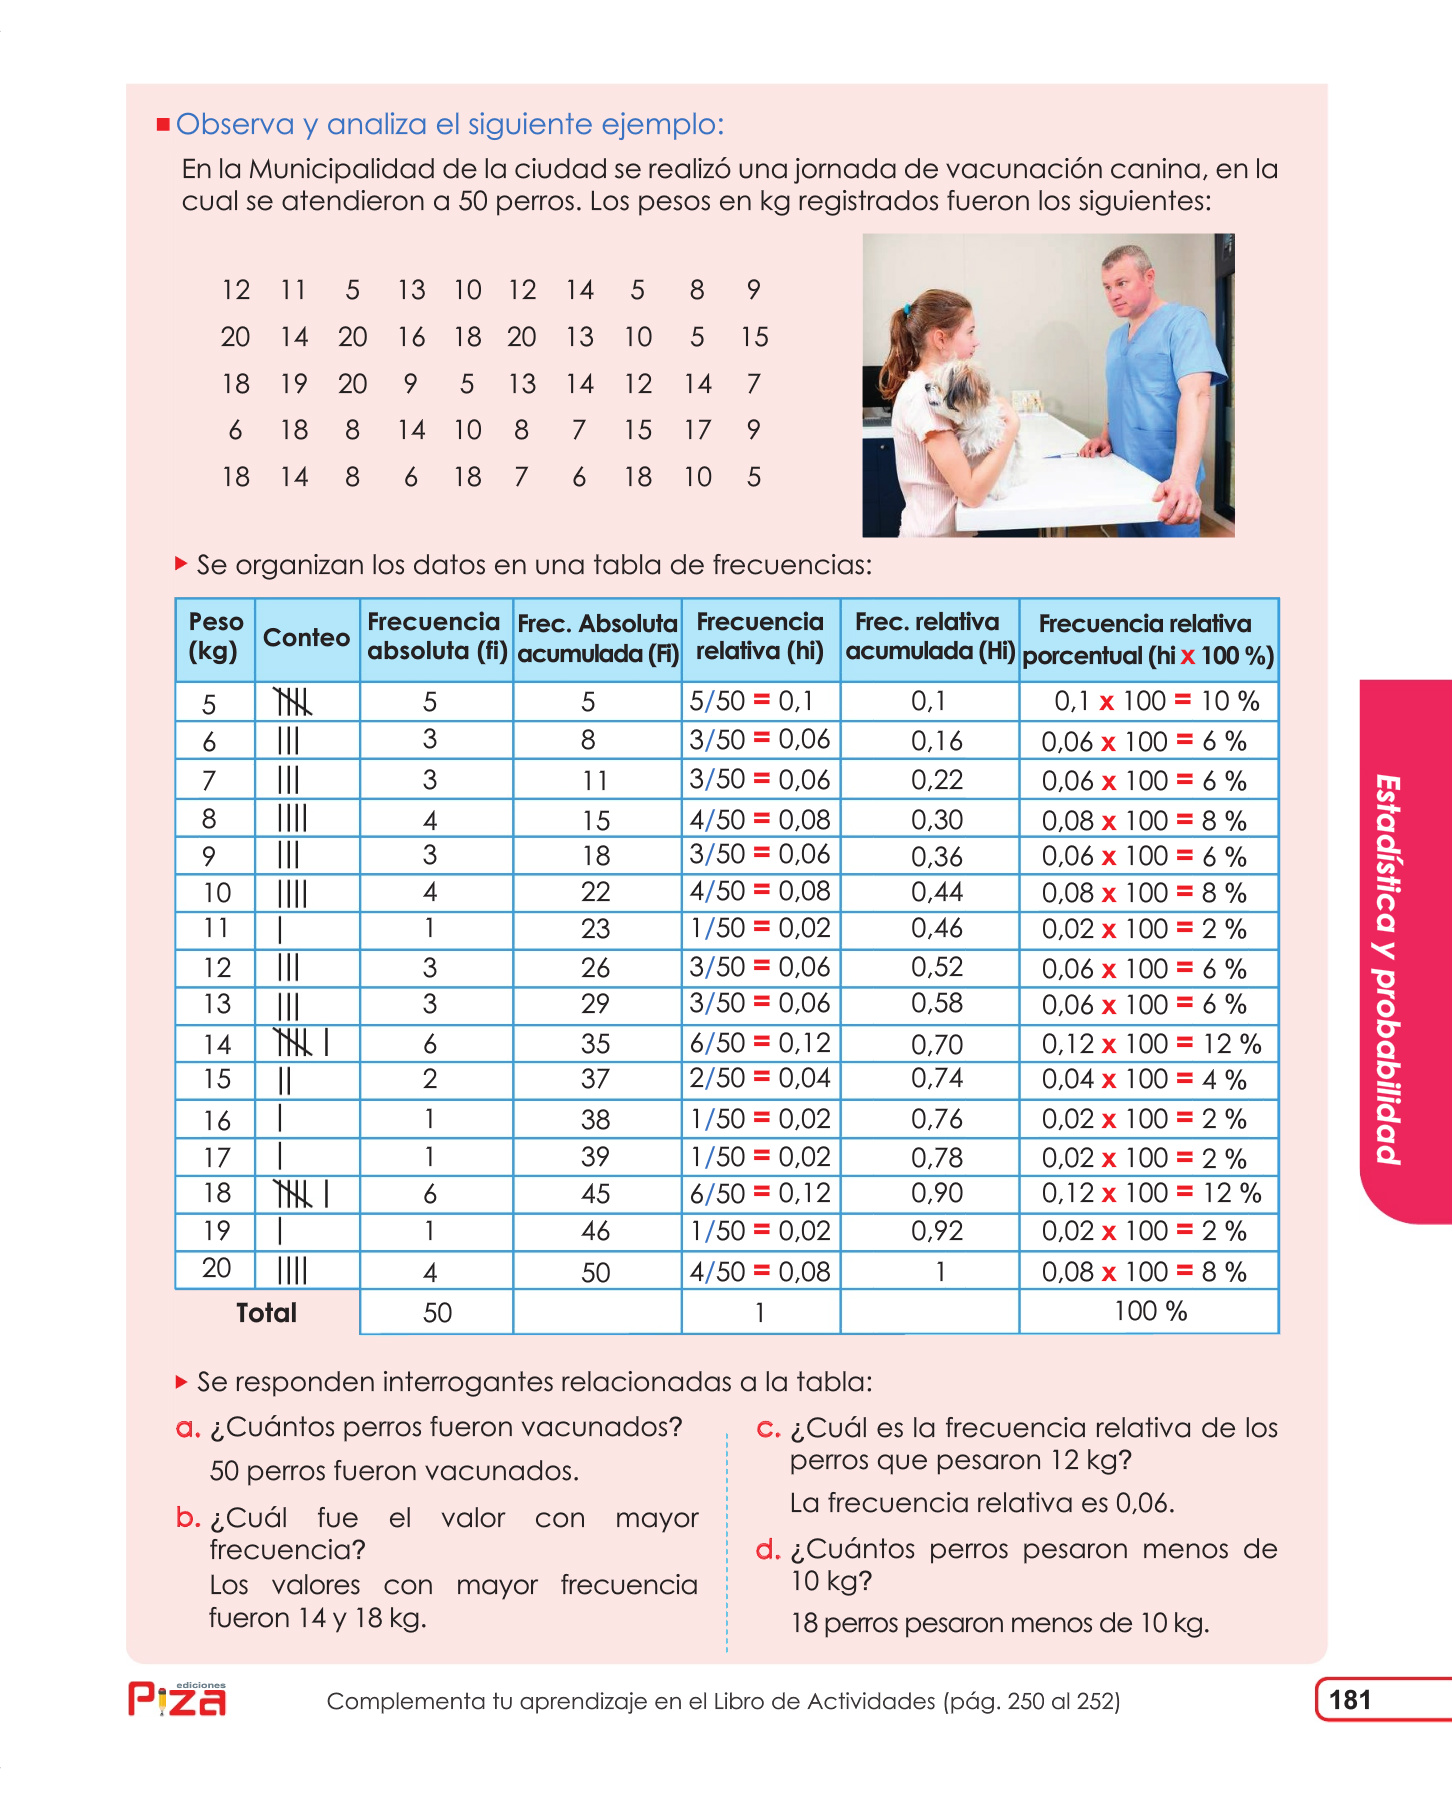 Observa y analiza el siguiente ejemplo:
En la Municipalidad de la ciudad se realizó una jornada de vacunación canina, en la
cual se atendieron a 50 perros. Los pesos en kg registrados fueron los siguientes:
12 11 5 13 10 12 14 5 8 9
20 14 20 16 18 20 13 10 5 15
18 19 20 9 5 13 14 12 14 7
6 18 8 14 10 8 7 15 17 9
18 14 8 6 18 7 6 18 10 5
Se organizan los datos en una tabla de frecuencias:
Peso (kg) Conteo Frecuencia absoluta (fi) Frec. Absoluta acumulada (Fi) Frecuencia relativa (hi) Frec. relativa acumulada (Hi) Frecuencia relativa porcentual (hi x 100 %)
5 5 5 5/50 = 0,1 0,1 0,1 x 100 = 10 %
6 3 8 3/50 = 0,06 0,16 0,06 x 100 = 6 %
7 3 11 3/50 = 0,06 0,22 0,06 x 100 = 6 %
8 4 15 4/50 = 0,08 0,30 0,08 x 100 = 8 %
9 3 18 3/50 = 0,06 0,36 0,06 x 100 = 6 %
10 4 22 4/50 = 0,08 0,44 0,08 x 100 = 8 %
11 1 23 1/50 = 0,02 0,46 0,02 x 100 = 2 %
12 3 26 3/50 = 0,06 0,52 0,06 x 100 = 6 %
13 3 29 3/50 = 0,06 0,58 0,06 x 100 = 6 %
14 6 35 6/50 = 0,12 0,70 0,12 x 100 = 12 %
15 2 37 2/50 = 0,04 0,74 0,04 x 100 = 4 %
16 1 38 1/50 = 0,02 0,76 0,02 x 100 = 2 %
17 1 39 1/50 = 0,02 0,78 0,02 x 100 = 2 %
18 6 45 6/50 = 0,12 0,90 0,12 x 100 = 12 %
19 1 46 1/50 = 0,02 0,92 0,02 x 100 = 2 %
20 4 50 4/50 = 0,08 1 0,08 x 100 = 8 %
Total 50 1 100 %
Se responden interrogantes relacionadas a la tabla:
a. ¿Cuántos perros fueron vacunados?
50 perros fueron vacunados.
b. ¿Cuál fue el valor con mayor
frecuencia?
Los valores con mayor frecuencia
fueron 14 y 18 kg.
c. ¿Cuál es la frecuencia relativa de los
perros que pesaron 12 kg?
La frecuencia relativa es 0,06.
d. ¿Cuántos perros pesaron menos de
10 kg?
18 perros pesaron menos de 10 kg.
Estadística y probabilidad
ediciones
Piza
Complementa tu aprendizaje en el Libro de Actividades (pág. 250 al 252)
181